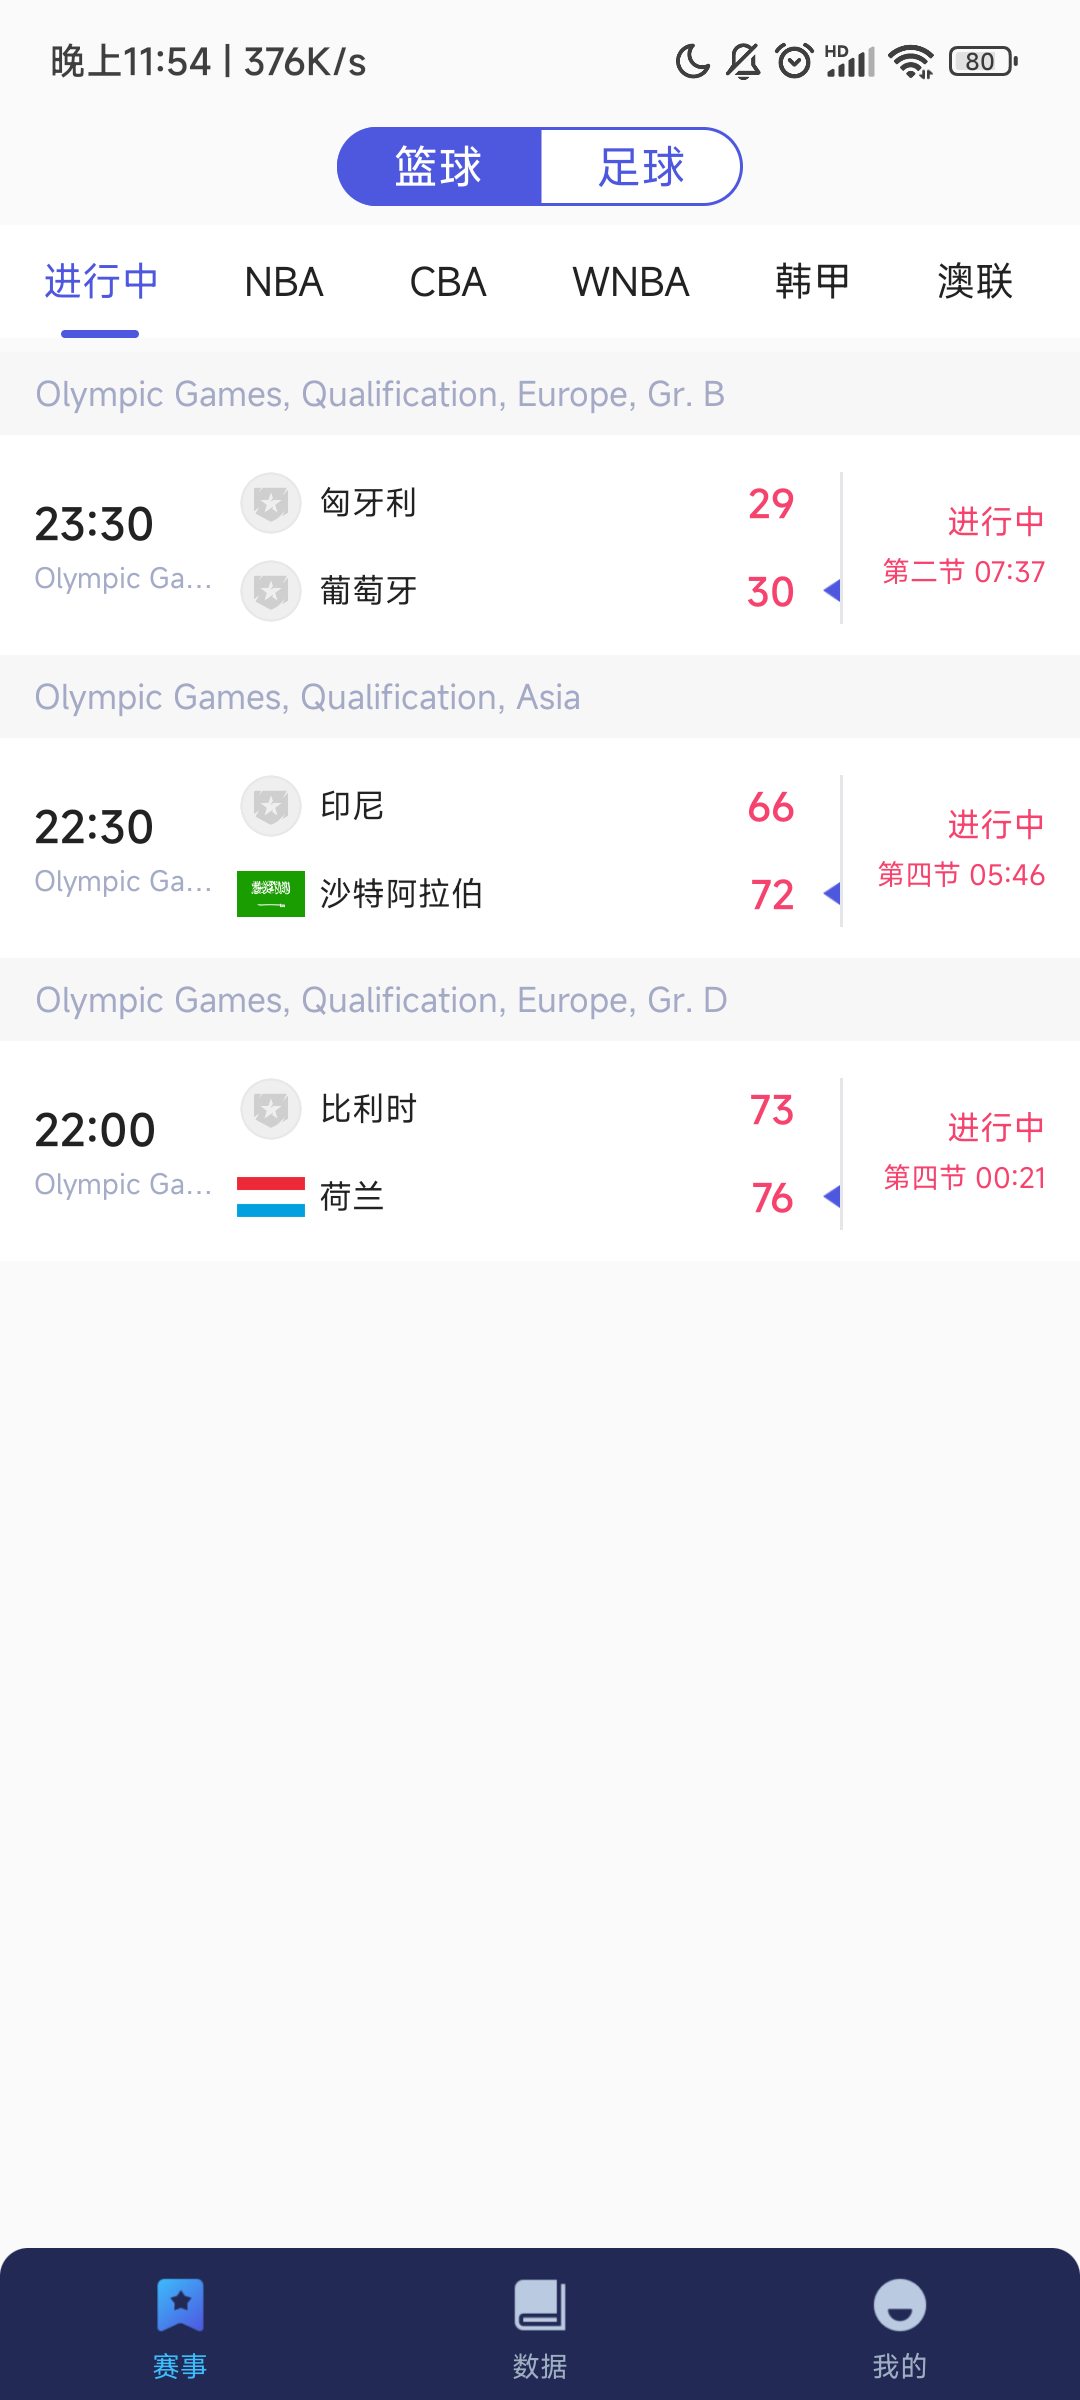 晚上11:54 | 376K/s
HD
80
篮球 足球
进行中 NBA CBA WNBA 韩甲 澳联
Olympic Games, Qualification, Europe, Gr. B
23:30
Olympic Ga...
匈牙利 29
葡萄牙 30
进行中
第二节 07:37
Olympic Games, Qualification, Asia
22:30
Olympic Ga...
印尼 66
沙特阿拉伯 72
进行中
第四节 05:46
Olympic Games, Qualification, Europe, Gr. D
22:00
Olympic Ga...
比利时 73
荷兰 76
进行中
第四节 00:21
赛事 数据 我的